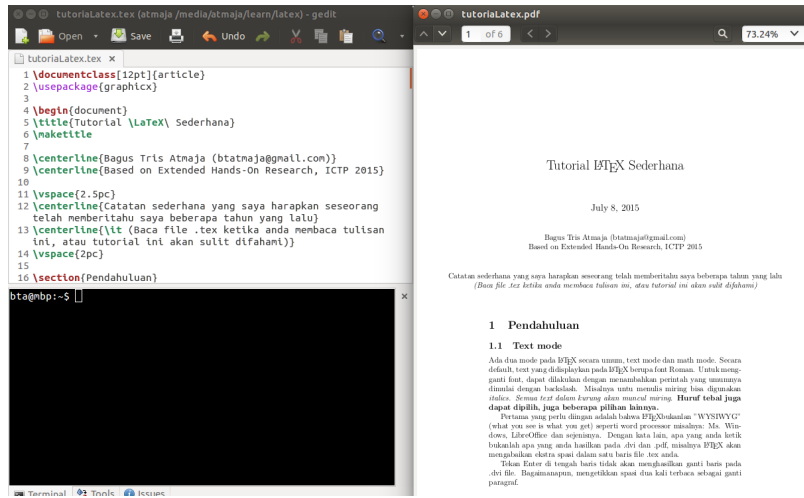 tutoriaLatex.tex (atmaja /media/atmaja/learn/latex) - gedit
Open
Save
Undo
tutoriaLatex.tex ×
1 \documentclass[12pt]{article}
2 \usepackage{graphicx}
3
4 \begin{document}
5 \title{Tutorial \LaTeX\ Sederhana}
6 \maketitle
7
8 \centerline{Bagus Tris Atmaja (btatmaja@gmail.com)}
9 \centerline{Based on Extended Hands-On Research, ICTP 2015}
10
11 \vspace{2.5pc}
12 \centerline{Catatan sederhana yang saya harapkan seseorang
telah memberitahu saya beberapa tahun yang lalu}
13 \centerline{\it (Baca file .tex ketika anda membaca tulisan
ini, atau tutorial ini akan sulit difahami)}
14 \vspace{2pc}
15
16 \section{Pendahuluan}
bta@mbp:~$
Terminal Tools Issues
tutoriaLatex.pdf
1 of 6
73.24%
Tutorial LATEX Sederhana
July 8, 2015
Bagus Tris Atmaja (btatmaja@gmail.com)
Based on Extended Hands-On Research, ICTP 2015
Catatan sederhana yang saya harapkan seseorang telah memberitahu saya beberapa tahun yang lalu
(Baca file .tex ketika anda membaca tulisan ini, atau tutorial ini akan sulit difahami)
1 Pendahuluan
1.1 Text mode
Ada dua mode pada LATEX secara umum, text mode dan math mode. Secara
default, text yang didisplaykan pada LATEX berupa font Roman. Untuk meng-
ganti font, dapat dilakukan dengan menambahkan perintah yang umumnya
dimulai dengan backslash. Misalnya untu menulis miring bisa digunakan
italics. Semua text dalam kurung akan muncul miring. Huruf tebal juga
dapat dipilih, juga beberapa pilihan lainnya.
Pertama yang perlu diingan adalah bahwa LATEXbukanlan "WYSIWYG"
(what you see is what you get) seperti word processor misalnya: Ms. Win-
dows, LibreOffice dan sejenisnya. Dengan kata lain, apa yang anda ketik
bukanlah apa yang anda hasilkan pada .dvi dan .pdf, misalnya LATEX akan
mengabaikan ekstra spasi dalam satu baris file .tex anda.
Tekan Enter di tengah baris tidak akan menghasilkan ganti baris pada
.dvi file. Bagaimanapun, mengetikkan spasi dua kali terbaca sebagai ganti
paragraf.